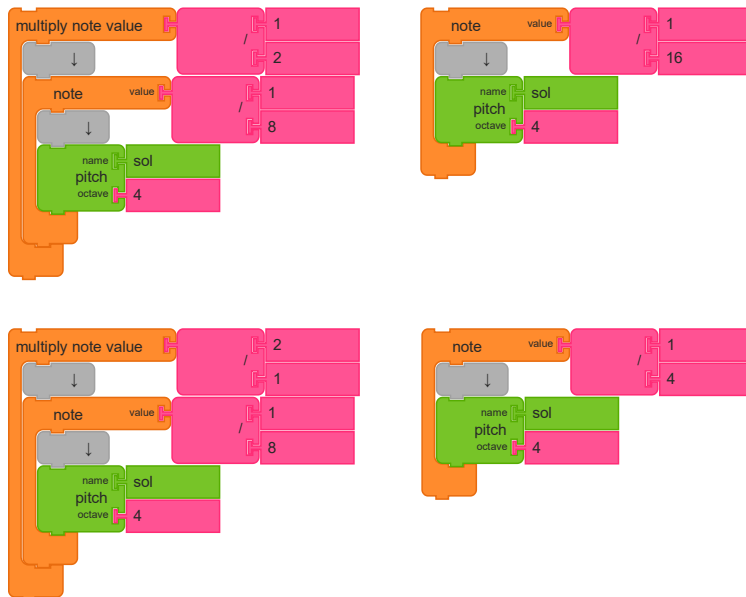 multiply note value / 1
2
↓
note value / 1
8
↓
name sol
pitch
octave 4
note value / 1
16
↓
name sol
pitch
octave 4
multiply note value / 2
1
↓
note value / 1
8
↓
name sol
pitch
octave 4
note value / 1
4
↓
name sol
pitch
octave 4